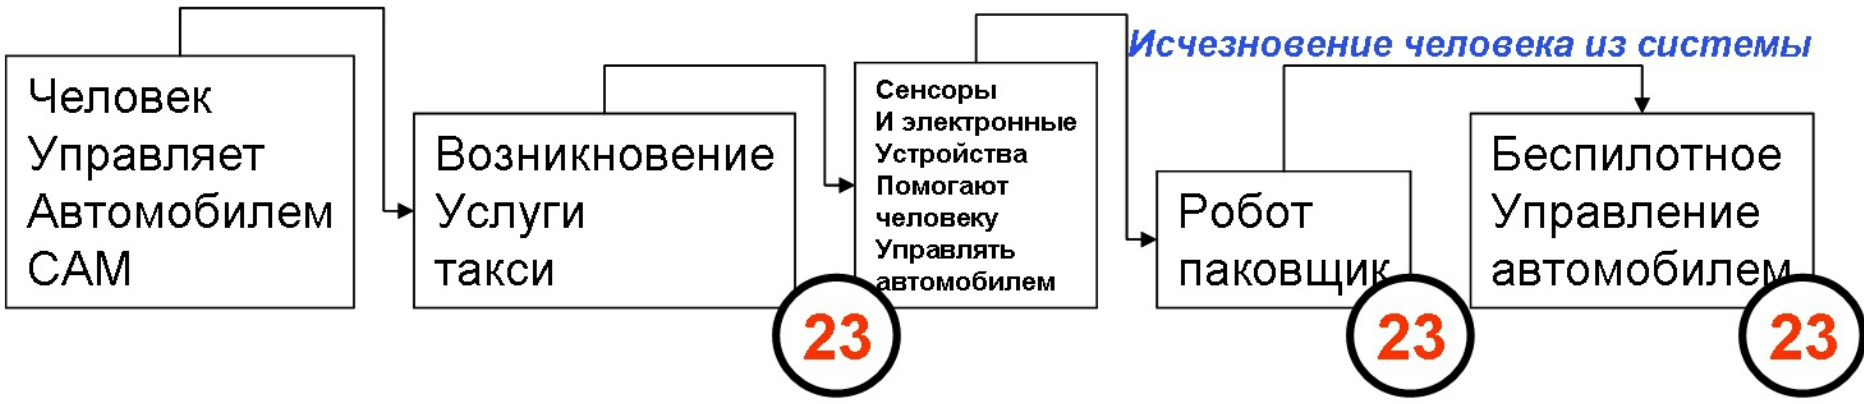 Исчезновение человека из системы
Человек
Управляет
Автомобилем
САМ
Возникновение
Услуги
такси
23
Сенсоры
И электронные
Устройства
Помогают
человеку
Управлять
автомобилем
Робот
паковщик
23
Беспилотное
Управление
автомобилем
23